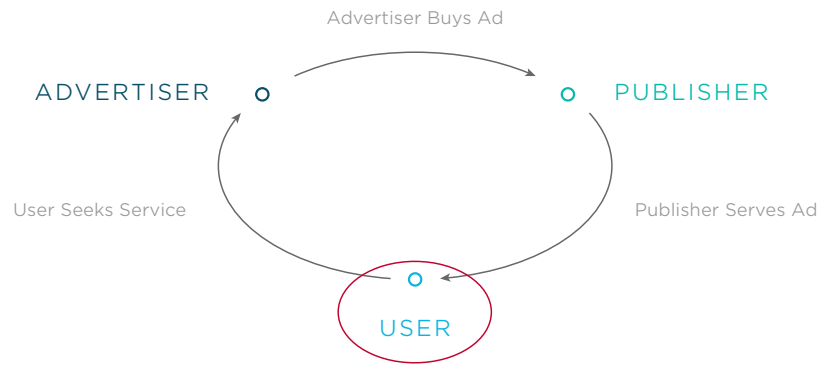 Advertiser Buys Ad
ADVERTISER
PUBLISHER
User Seeks Service
Publisher Serves Ad
USER